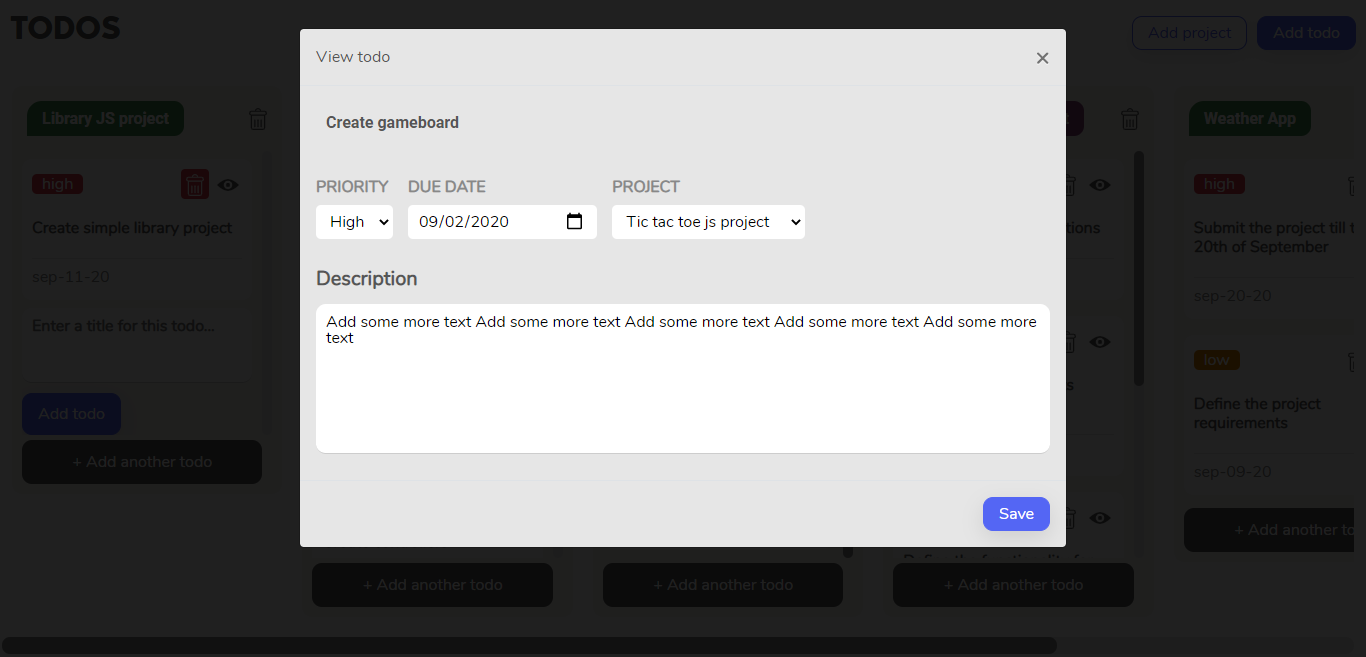 TODOS
Add project
Add todo
View todo
×
Library JS project
Weather App
Create gameboard
high
PRIORITY
DUE DATE
PROJECT
high
High
09/02/2020
Tic tac toe js project
Create simple library project
Submit the project till
20th of September
sep-11-20
sep-20-20
Description
Enter a title for this todo...
Add some more text Add some more text Add some more text Add some more text Add some more
text
low
Add todo
Define the project
requirements
+ Add another todo
sep-09-20
Save
+ Add another to
+ Add another todo
+ Add another todo
+ Add another todo